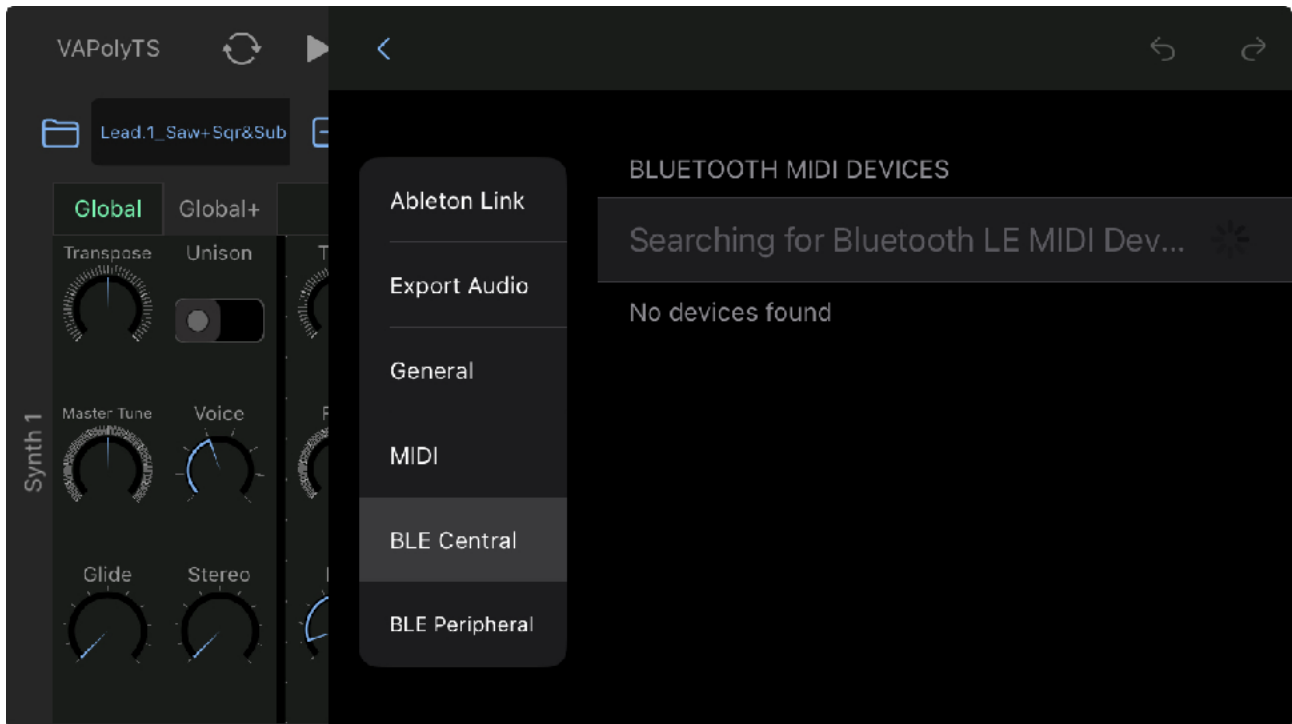 VAPolyTS
Lead.1_Saw+Sqr&Sub
Global Global+
Transpose Unison
Master Tune Voice
Synth 1
Glide Stereo
Ableton Link
Export Audio
General
MIDI
BLE Central
BLE Peripheral
BLUETOOTH MIDI DEVICES
Searching for Bluetooth LE MIDI Dev...
No devices found